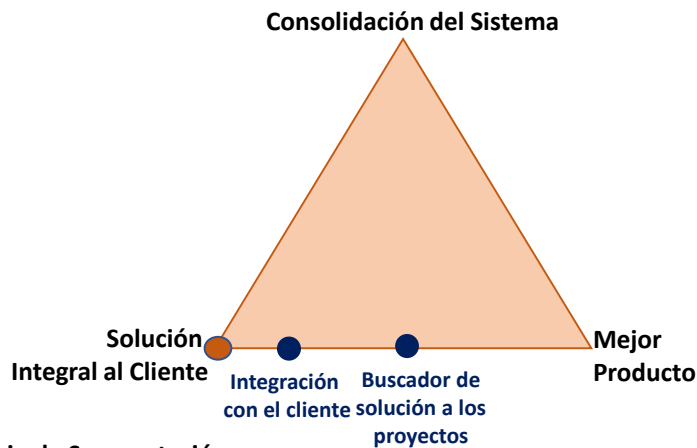 Consolidación del Sistema
Solución
Integral al Cliente
Mejor
Producto
Integración
con el cliente
Buscador de
solución a los
proyectos